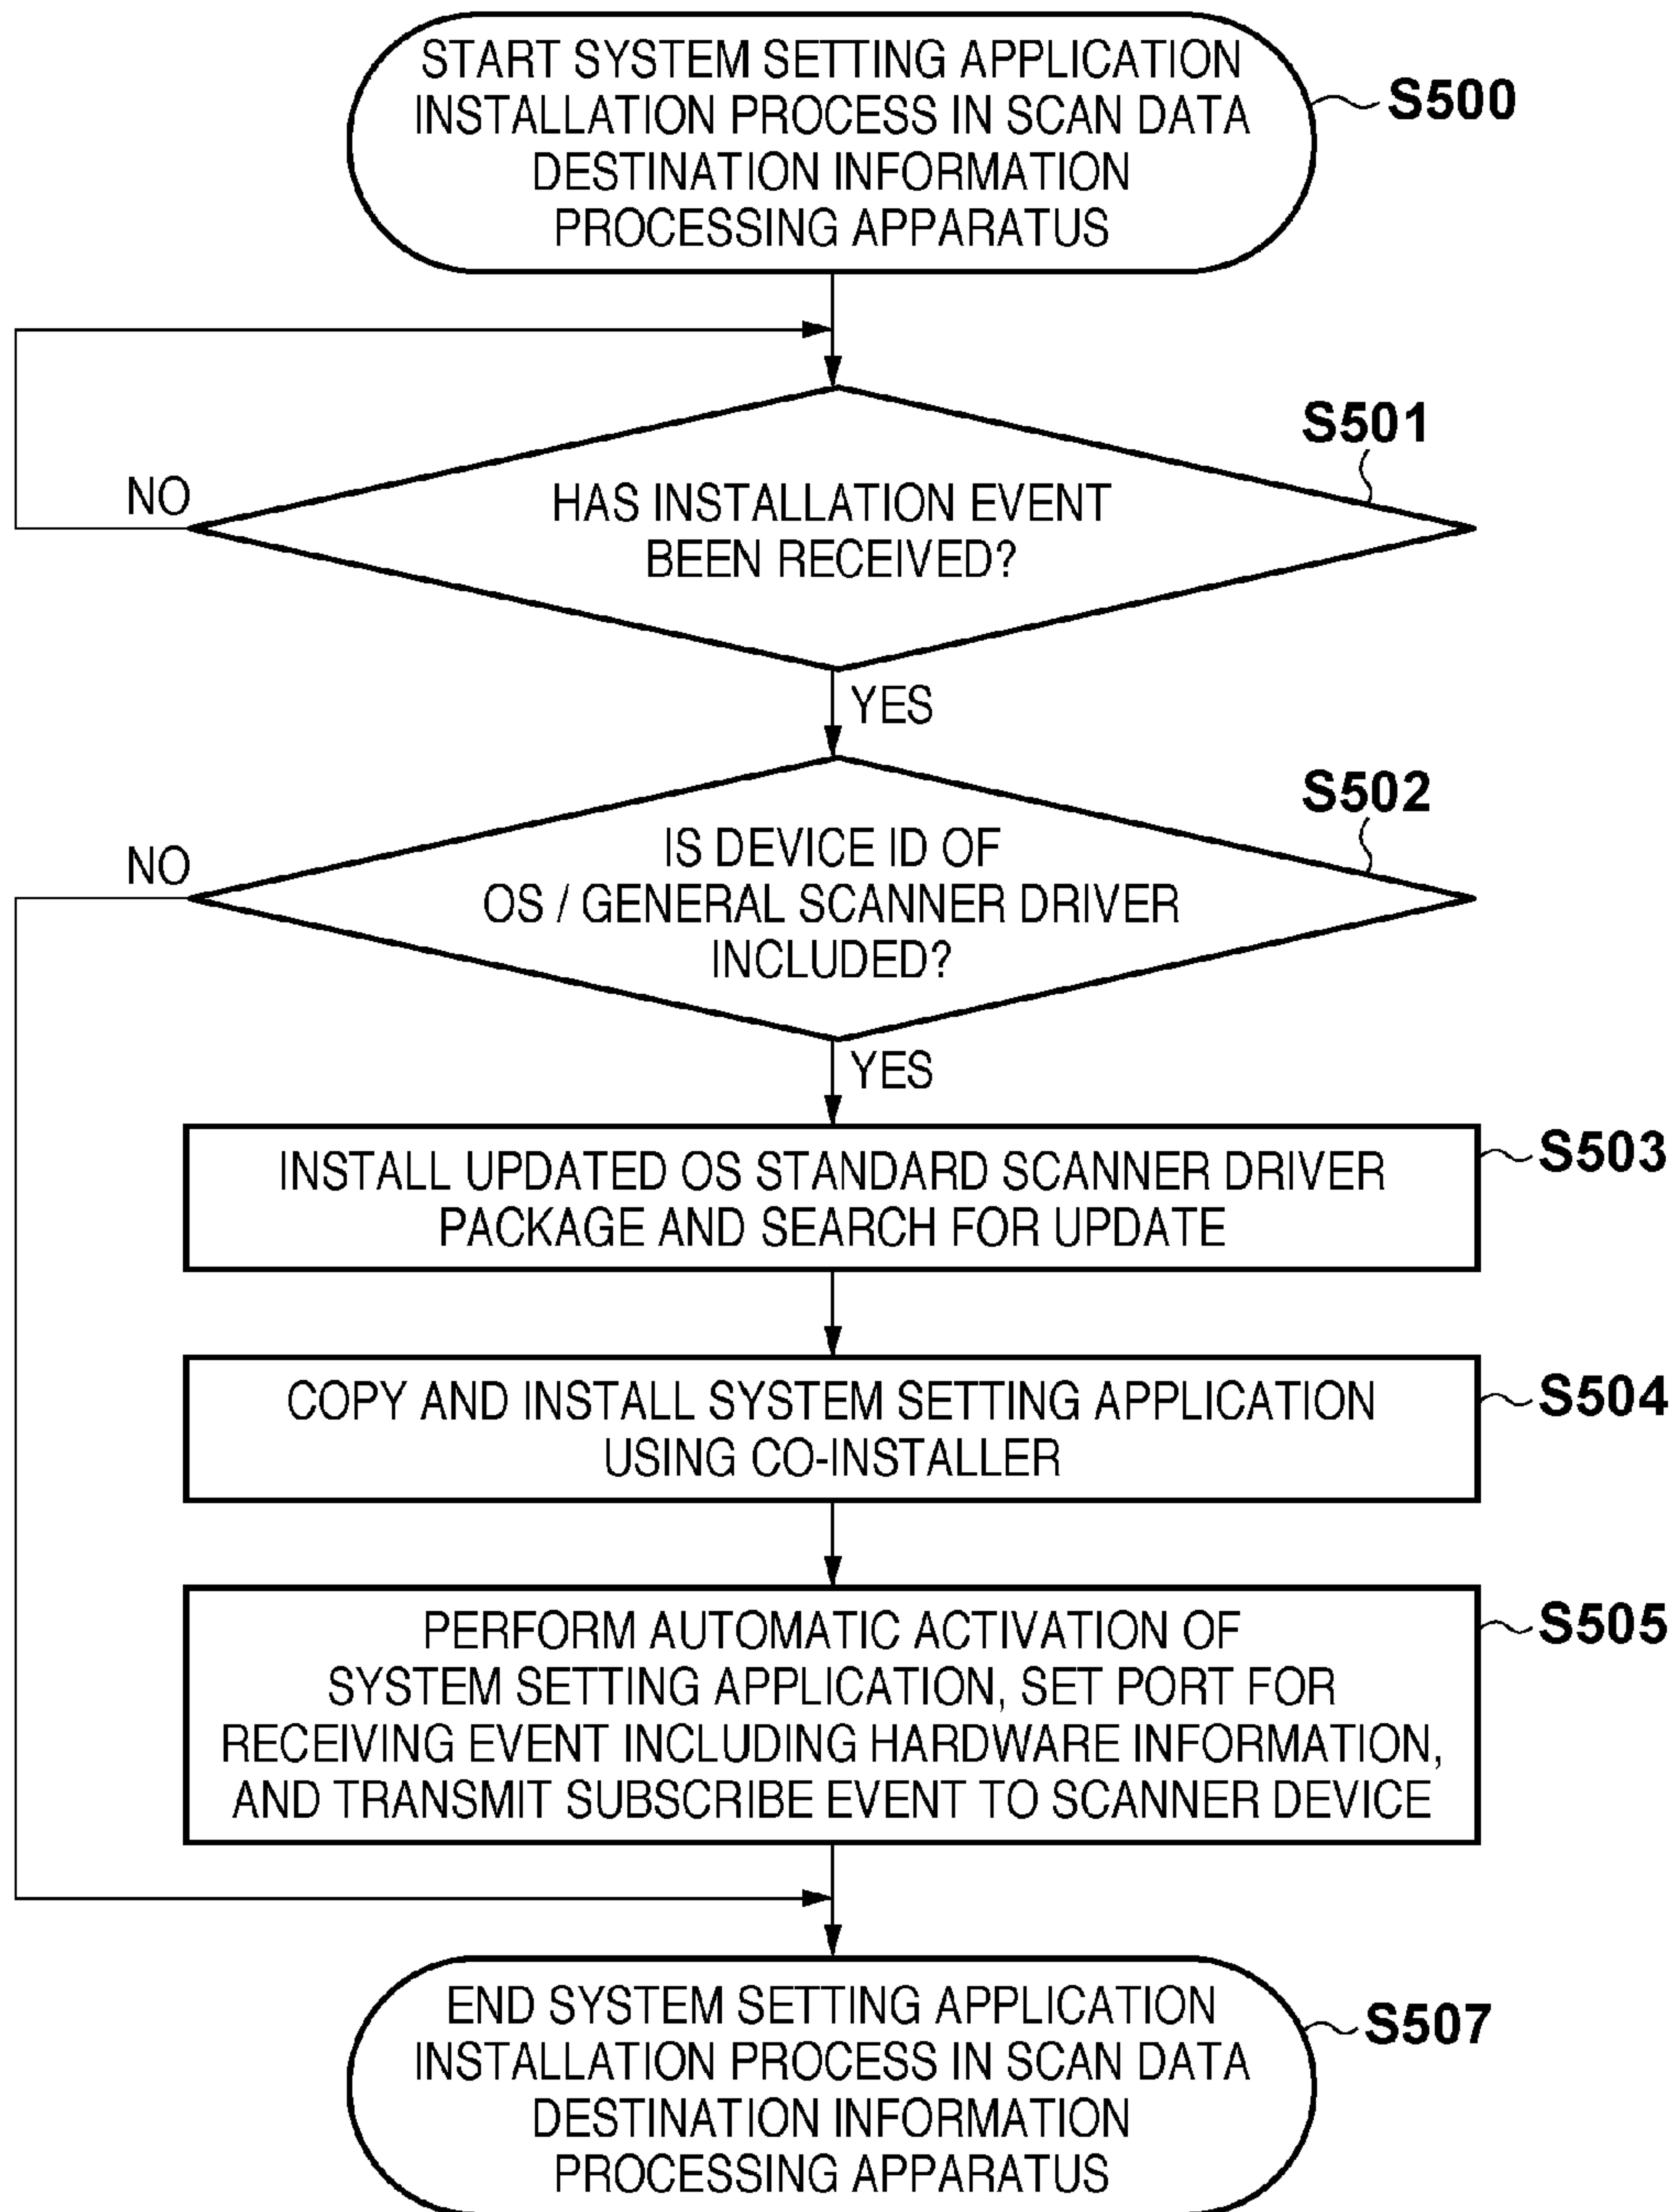 START SYSTEM SETTING APPLICATION
INSTALLATION PROCESS IN SCAN DATA
DESTINATION INFORMATION
PROCESSING APPARATUS
S500
S501
NO
HAS INSTALLATION EVENT
BEEN RECEIVED?
YES
S502
NO
IS DEVICE ID OF
OS / GENERAL SCANNER DRIVER
INCLUDED?
YES
S503
INSTALL UPDATED OS STANDARD SCANNER DRIVER
PACKAGE AND SEARCH FOR UPDATE
S504
COPY AND INSTALL SYSTEM SETTING APPLICATION
USING CO-INSTALLER
S505
PERFORM AUTOMATIC ACTIVATION OF
SYSTEM SETTING APPLICATION, SET PORT FOR
RECEIVING EVENT INCLUDING HARDWARE INFORMATION,
AND TRANSMIT SUBSCRIBE EVENT TO SCANNER DEVICE
END SYSTEM SETTING APPLICATION
INSTALLATION PROCESS IN SCAN DATA
DESTINATION INFORMATION
PROCESSING APPARATUS
S507